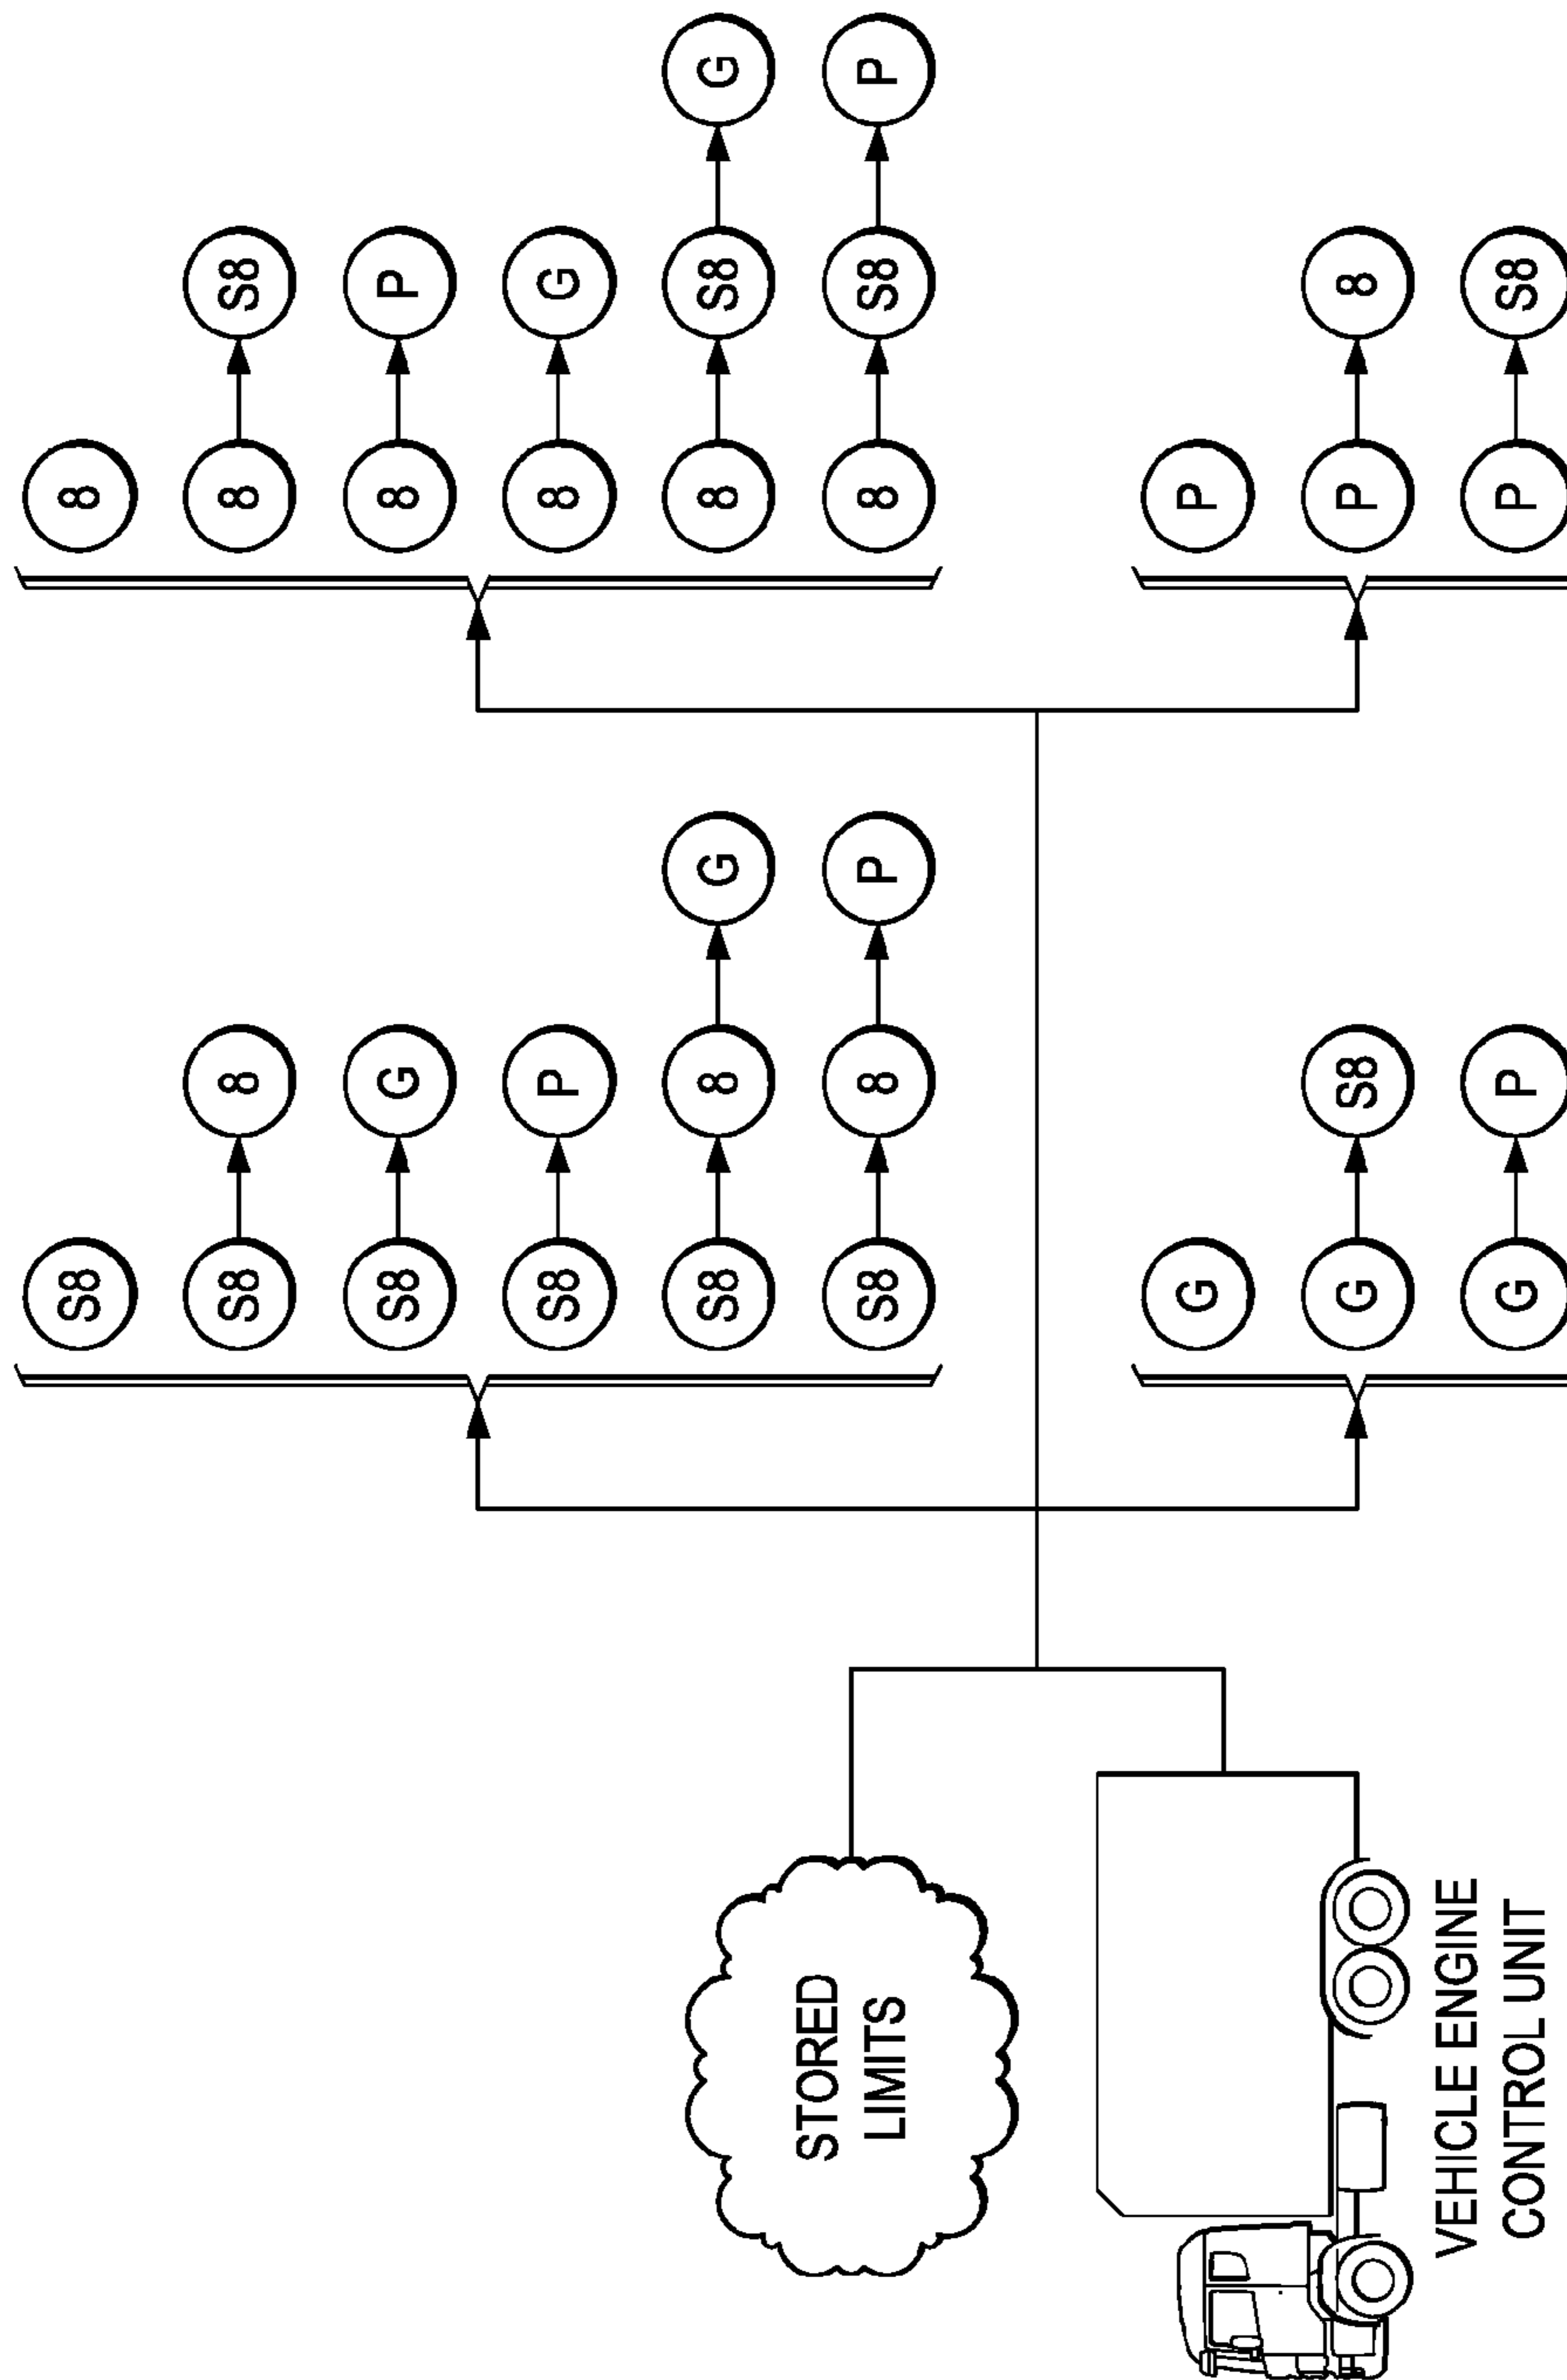 S8
S8 8
S8 G
S8 P
S8 8 G
S8 8 P
8
8 S8
8 P
8 G
8 S8 G
8 S8 P
STORED
LIMITS
G
G S8
G P
P
P 8
P S8
VEHICLE ENGINE
CONTROL UNIT